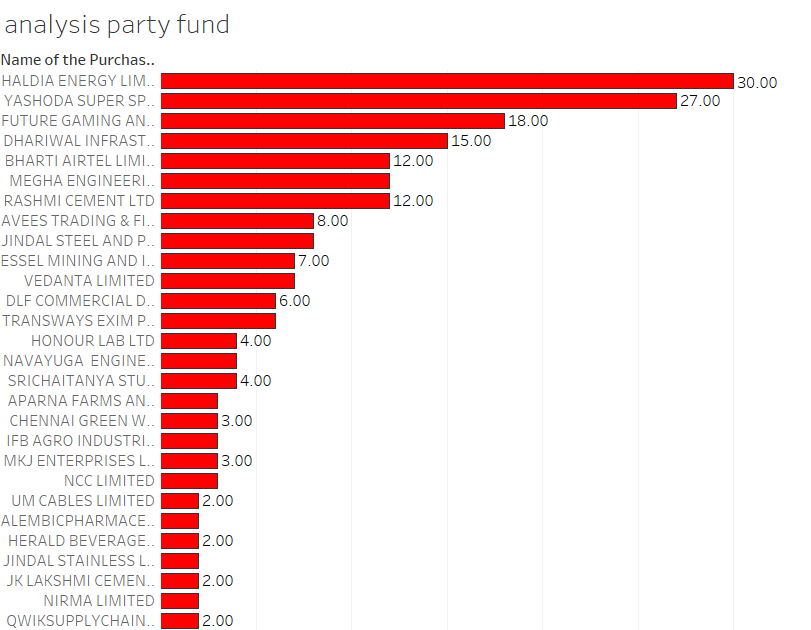 analysis party fund
Name of the Purchas..
HALDIA ENERGY LIM.. 30.00
YASHODA SUPER SP.. 27.00
FUTURE GAMING AN.. 18.00
DHARIWAL INFRAST.. 15.00
BHARTI AIRTEL LIMI.. 12.00
MEGHA ENGINEERI..
RASHMI CEMENT LTD 12.00
AVEES TRADING & FI.. 8.00
JINDAL STEEL AND P..
ESSEL MINING AND I.. 7.00
VEDANTA LIMITED
DLF COMMERCIAL D.. 6.00
TRANSWAYS EXIM P..
HONOUR LAB LTD 4.00
NAVAYUGA  ENGINE..
SRICHAITANYA STU.. 4.00
APARNA FARMS AN..
CHENNAI GREEN W.. 3.00
IFB AGRO INDUSTRI..
MKJ ENTERPRISES L.. 3.00
NCC LIMITED
UM CABLES LIMITED 2.00
ALEMBICPHARMACE..
HERALD BEVERAGE.. 2.00
JINDAL STAINLESS L..
JK LAKSHMI CEMEN.. 2.00
NIRMA LIMITED
QWIKSUPPLYCHAIN.. 2.00